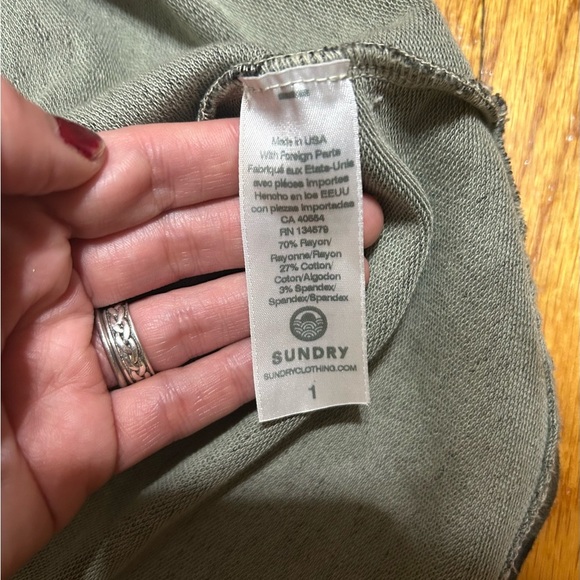 Made in USA
With Foreign Parts
Fabriqué aux Etats-Unis
avec pièces importes
Hencho en los EEUU
con piezas importadas
CA 40554
RN 134579
70% Rayon/
Rayonne/Rayon
27% Cotton/
Coton/Algodon
3% Spandex/
Spandex/Spandex
SUNDRY
SUNDRYCLOTHING.COM
1